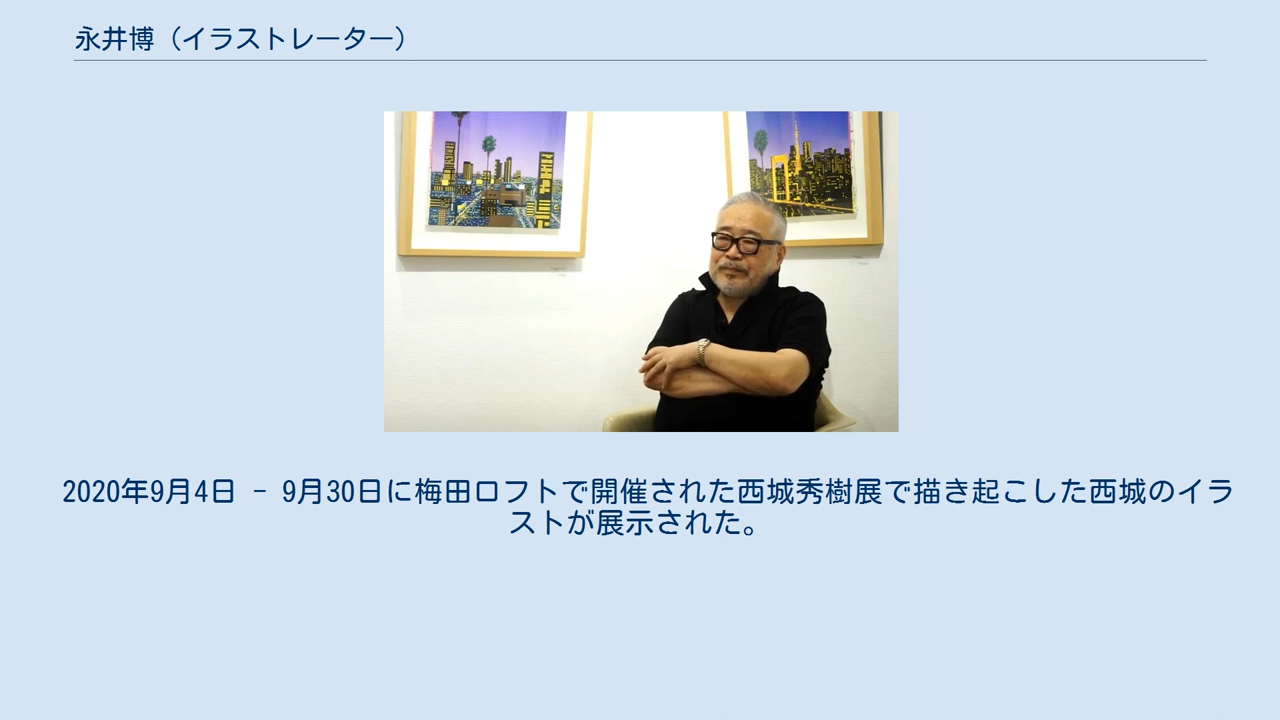 永井博（イラストレーター）
2020年9月4日 - 9月30日に梅田ロフトで開催された西城秀樹展で描き起こした西城のイラ
ストが展示された。